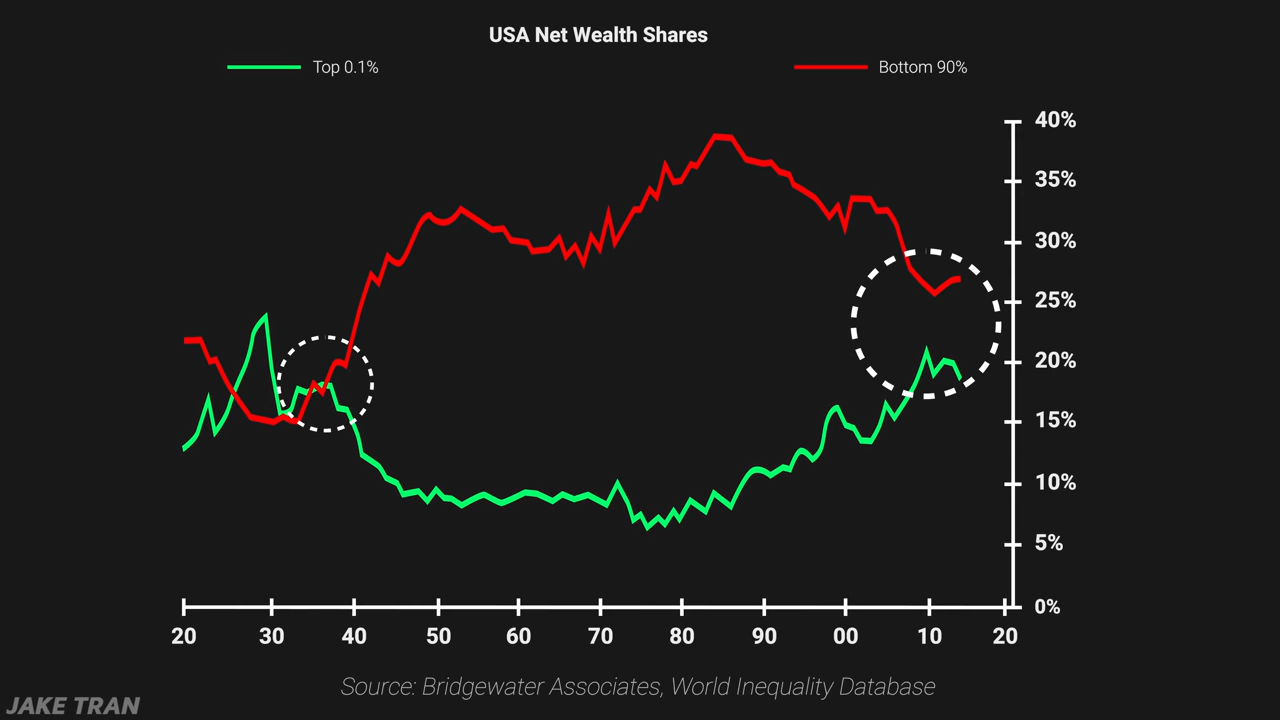 USA Net Wealth Shares
Top 0.1%
Bottom 90%
40%
35%
30%
25%
20%
15%
10%
5%
0%
20 30 40 50 60 70 80 90 00 10 20
Source: Bridgewater Associates, World Inequality Database
JAKE TRAN